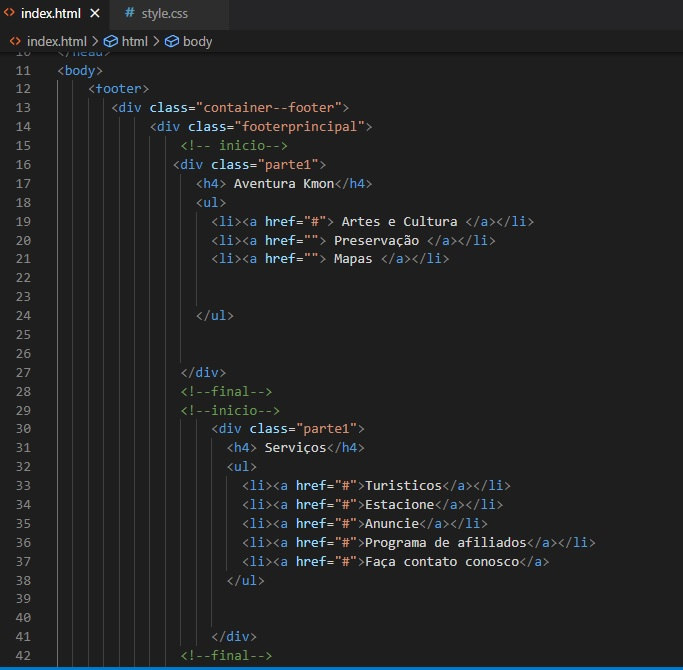 index.html × # style.css
index.html > html > body
10 </head>
11 <body>
12 <footer>
13 <div class="container--footer">
14 <div class="footerprincipal">
15 <!-- inicio-->
16 <div class="parte1">
17 <h4> Aventura Kmon</h4>
18 <ul>
19 <li><a href="#"> Artes e Cultura </a></li>
20 <li><a href=""> Preservação </a></li>
21 <li><a href=""> Mapas </a></li>
22
23
24 </ul>
25
26
27 </div>
28 <!--final-->
29 <!--inicio-->
30 <div class="parte1">
31 <h4> Serviços</h4>
32 <ul>
33 <li><a href="#">Turisticos</a></li>
34 <li><a href="#">Estacione</a></li>
35 <li><a href="#">Anuncie</a></li>
36 <li><a href="#">Programa de afiliados</a></li>
37 <li><a href="#">Faça contato conosco</a>
38 </ul>
39
40
41 </div>
42 <!--final-->